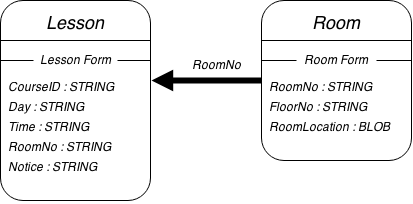 Lesson
Lesson Form
CourseID : STRING
Day : STRING
Time : STRING
RoomNo : STRING
Notice : STRING
RoomNo
Room
Room Form
RoomNo : STRING
FloorNo : STRING
RoomLocation : BLOB